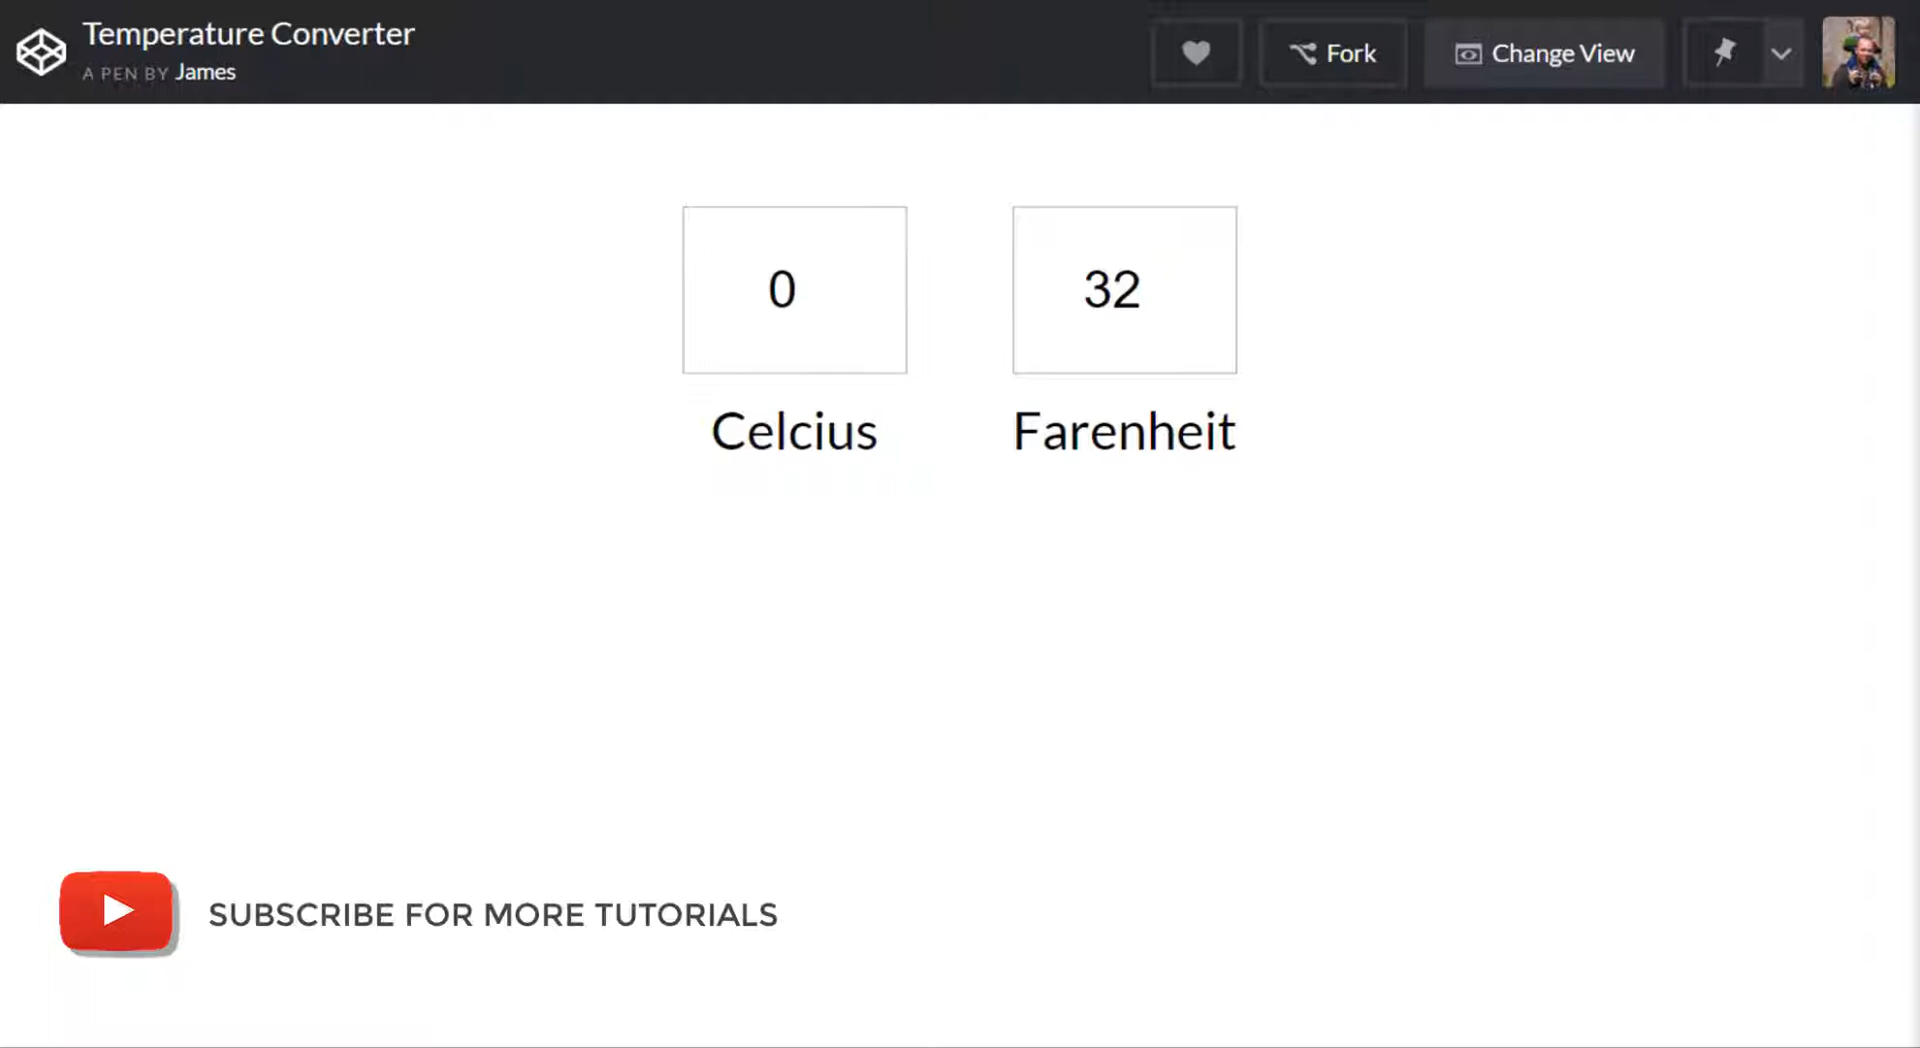 Temperature Converter
A PEN BY James
Fork
Change View
0
32
Celcius
Farenheit
SUBSCRIBE FOR MORE TUTORIALS